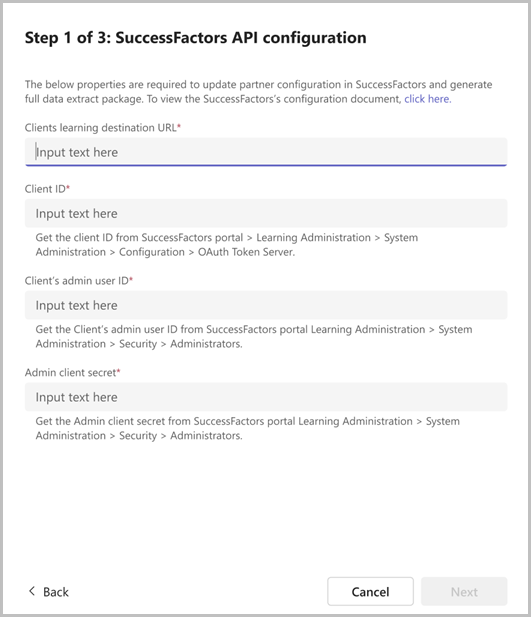 Step 1 of 3: SuccessFactors API configuration
The below properties are required to update partner configuration in SuccessFactors and generate
full data extract package. To view the SuccessFactors's configuration document, click here.
Clients learning destination URL*
Input text here
Client ID*
Input text here
Get the client ID from SuccessFactors portal > Learning Administration > System
Administration > Configuration > OAuth Token Server.
Client's admin user ID*
Input text here
Get the Client's admin user ID from SuccessFactors portal Learning Administration > System
Administration > Security > Administrators.
Admin client secret*
Input text here
Get the Admin client secret from SuccessFactors portal Learning Administration > System
Administration > Security > Administrators.
Back
Cancel
Next